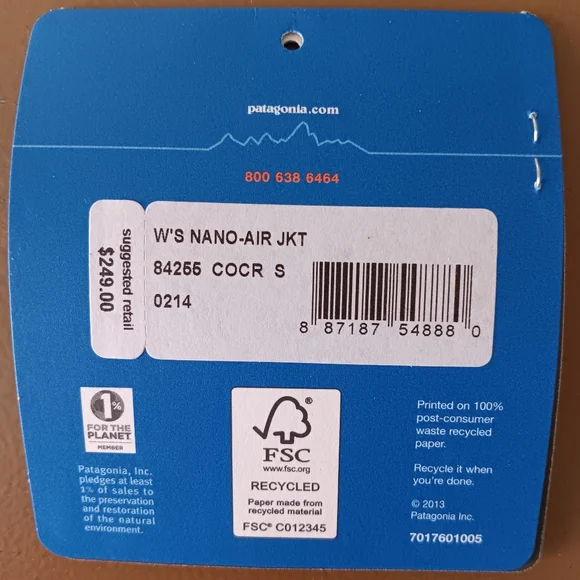 patagonia.com
800 638 6464
suggested retail
$249.00
W'S NANO-AIR JKT
84255 COCR S
0214
8 87187 54888 0
1%
FOR THE
PLANET
MEMBER
Patagonia, Inc.
pledges at least
1% of sales to
the preservation
and restoration
of the natural
environment.
FSC
www.fsc.org
RECYCLED
Paper made from
recycled material
FSC® C012345
Printed on 100%
post-consumer
waste recycled
paper.
Recycle it when
you're done.
© 2013
Patagonia Inc.
7017601005